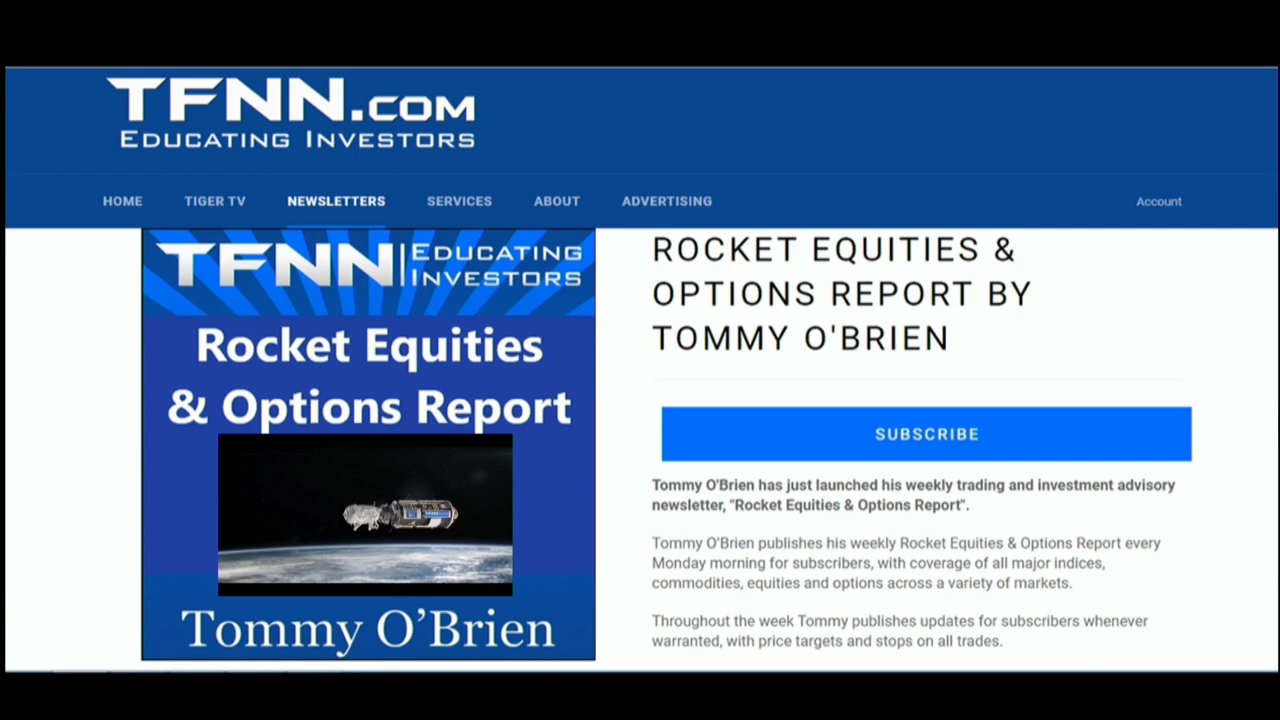 TFNN.COM
EDUCATING INVESTORS
HOME TIGER TV NEWSLETTERS SERVICES ABOUT ADVERTISING Account
TFNN EDUCATING
INVESTORS
Rocket Equities
& Options Report
Tommy O’Brien
ROCKET EQUITIES &
OPTIONS REPORT BY
TOMMY O'BRIEN
SUBSCRIBE
Tommy O'Brien has just launched his weekly trading and investment advisory
newsletter, "Rocket Equities & Options Report".
Tommy O'Brien publishes his weekly Rocket Equities & Options Report every
Monday morning for subscribers, with coverage of all major indices,
commodities, equities and options across a variety of markets.
Throughout the week Tommy publishes updates for subscribers whenever
warranted, with price targets and stops on all trades.